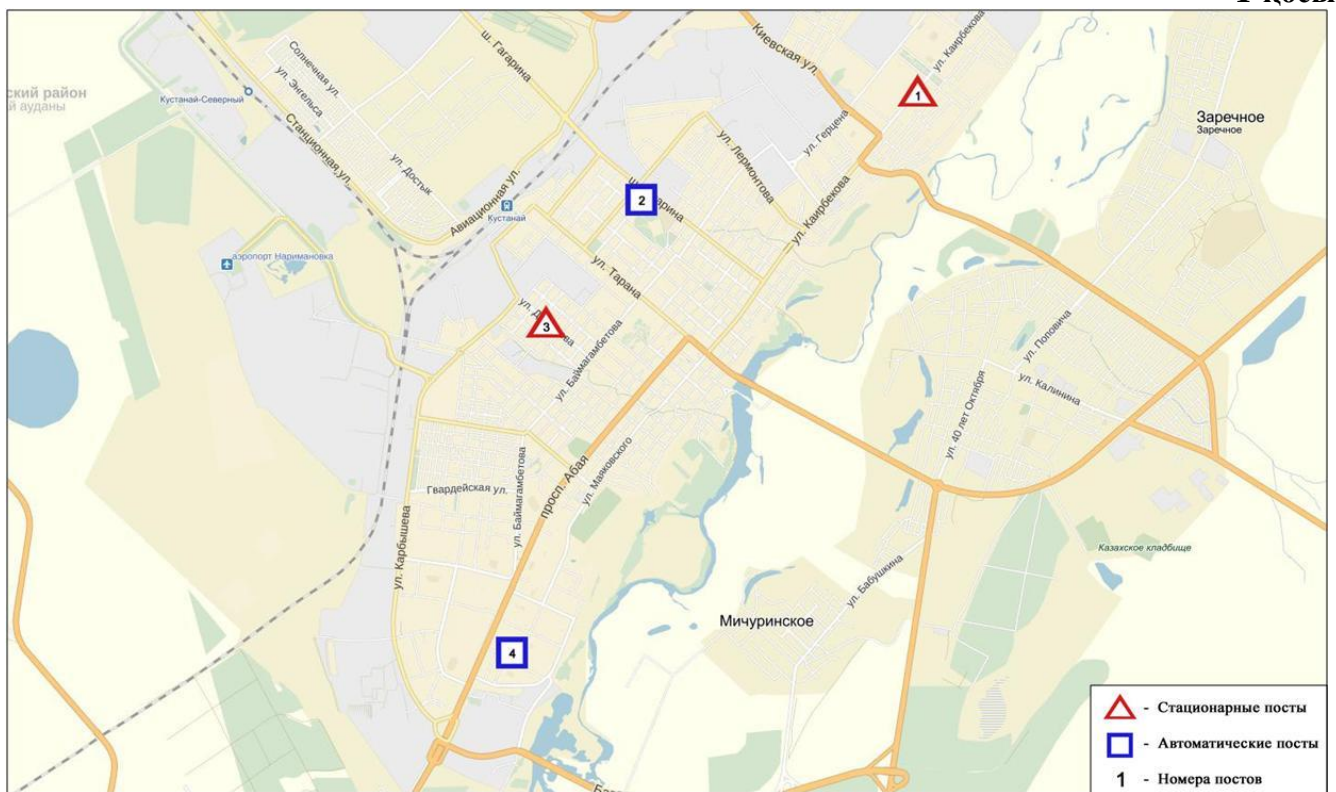 ш. Гагарина
Киевская ул.
ул. Каирбекова
Солнечная ул.
ул. Энгельса
ский район
й ауданы
Кустанай-Северный
Станционная ул.
1
Заречное
Заречное
ул. Герцена
ул. Лермонтова
ул. Достык
Авиационная ул.
Кустанай
2
ул. Каирбекова
аэропорт Наримановка
ул. Тарана
3
ул. Баймагамбетова
ул. Поповича
ул. Калинина
ул. 40 лет Октября
просп. Абая
ул. Маяковского
Гвардейская ул.
ул. Баймагамбетова
ул. Карбышева
Казахское кладбище
ул. Бабушкина
Мичуринское
4
- Стационарные посты
- Автоматические посты
1 - Номера постов